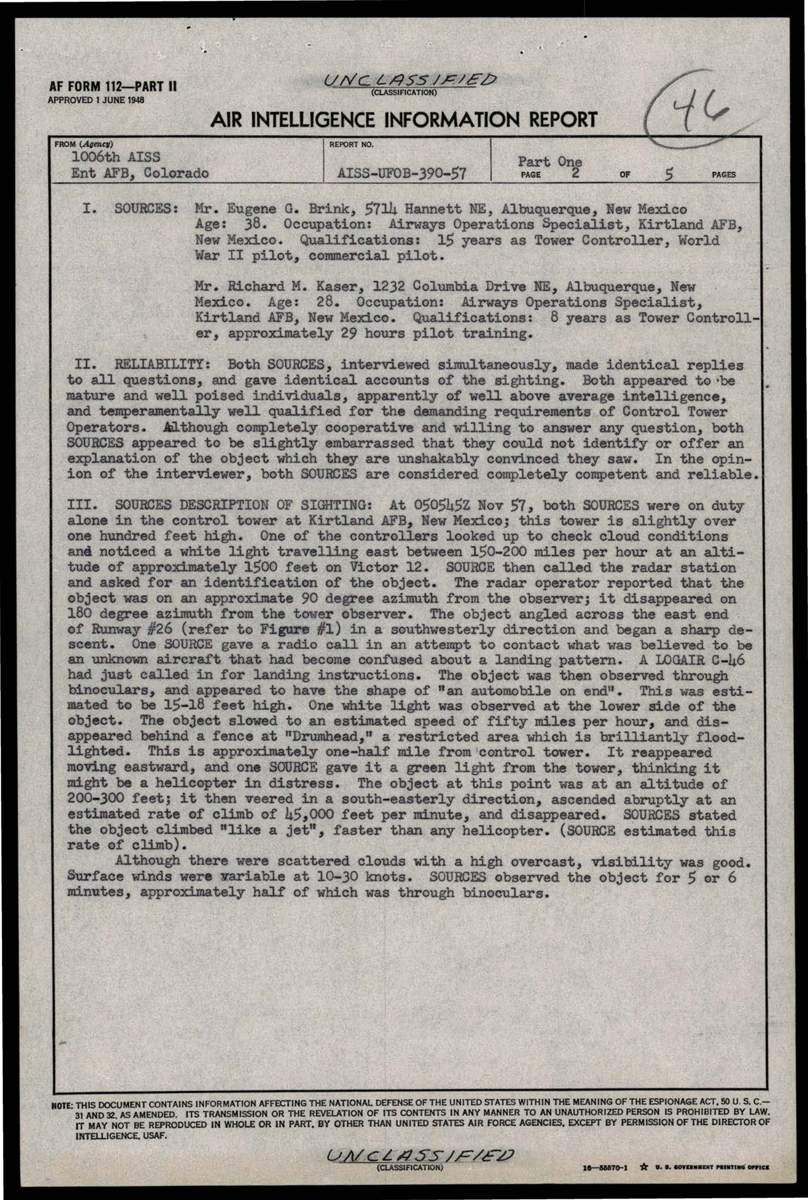 UNCLASSIFIED
(CLASSIFICATION)
AF FORM 112—PART II
APPROVED 1 JUNE 1948
AIR INTELLIGENCE INFORMATION REPORT
46
FROM (Agency)
1006th AISS
Ent AFB, Colorado
REPORT NO.
AISS-UFOB-390-57
Part One
PAGE 2 OF 5 PAGES
I. SOURCES: Mr. Eugene G. Brink, 5714 Hannett NE, Albuquerque, New Mexico
Age: 38. Occupation: Airways Operations Specialist, Kirtland AFB,
New Mexico. Qualifications: 15 years as Tower Controller, World
War II pilot, commercial pilot.
Mr. Richard M. Kaser, 1232 Columbia Drive NE, Albuquerque, New
Mexico. Age: 28. Occupation: Airways Operations Specialist,
Kirtland AFB, New Mexico. Qualifications: 8 years as Tower Controll-
er, approximately 29 hours pilot training.
II. RELIABILITY: Both SOURCES, interviewed simultaneously, made identical replies
to all questions, and gave identical accounts of the sighting. Both appeared to be
mature and well poised individuals, apparently of well above average intelligence,
and temperamentally well qualified for the demanding requirements of Control Tower
Operators. Although completely cooperative and willing to answer any question, both
SOURCES appeared to be slightly embarrassed that they could not identify or offer an
explanation of the object which they are unshakably convinced they saw. In the opin-
ion of the interviewer, both SOURCES are considered completely competent and reliable.
III. SOURCES DESCRIPTION OF SIGHTING: At 050545Z Nov 57, both SOURCES were on duty
alone in the control tower at Kirtland AFB, New Mexico; this tower is slightly over
one hundred feet high. One of the controllers looked up to check cloud conditions
and noticed a white light travelling east between 150-200 miles per hour at an alti-
tude of approximately 1500 feet on Victor 12. SOURCE then called the radar station
and asked for an identification of the object. The radar operator reported that the
object was on an approximate 90 degree azimuth from the observer; it disappeared on
180 degree azimuth from the tower observer. The object angled across the east end
of Runway #26 (refer to Figure #1) in a southwesterly direction and began a sharp de-
scent. One SOURCE gave a radio call in an attempt to contact what was believed to be
an unknown aircraft that had become confused about a landing pattern. A LOGAIR C-46
had just called in for landing instructions. The object was then observed through
binoculars, and appeared to have the shape of "an automobile on end". This was esti-
mated to be 15-18 feet high. One white light was observed at the lower side of the
object. The object slowed to an estimated speed of fifty miles per hour, and dis-
appeared behind a fence at "Drumhead," a restricted area which is brilliantly flood-
lighted. This is approximately one-half mile from control tower. It reappeared
moving eastward, and one SOURCE gave it a green light from the tower, thinking it
might be a helicopter in distress. The object at this point was at an altitude of
200-300 feet; it then veered in a south-easterly direction, ascended abruptly at an
estimated rate of climb of 45,000 feet per minute, and disappeared. SOURCES stated
the object climbed "like a jet", faster than any helicopter. (SOURCE estimated this
rate of climb).
Although there were scattered clouds with a high overcast, visibility was good.
Surface winds were variable at 10-30 knots. SOURCES observed the object for 5 or 6
minutes, approximately half of which was through binoculars.
NOTE: THIS DOCUMENT CONTAINS INFORMATION AFFECTING THE NATIONAL DEFENSE OF THE UNITED STATES WITHIN THE MEANING OF THE ESPIONAGE ACT, 50 U. S. C.—
31 AND 32, AS AMENDED. ITS TRANSMISSION OR THE REVELATION OF ITS CONTENTS IN ANY MANNER TO AN UNAUTHORIZED PERSON IS PROHIBITED BY LAW.
IT MAY NOT BE REPRODUCED IN WHOLE OR IN PART, BY OTHER THAN UNITED STATES AIR FORCE AGENCIES, EXCEPT BY PERMISSION OF THE DIRECTOR OF
INTELLIGENCE, USAF.
UNCLASSIFIED
(CLASSIFICATION)
16—55570-1 ☆ U. S. GOVERNMENT PRINTING OFFICE